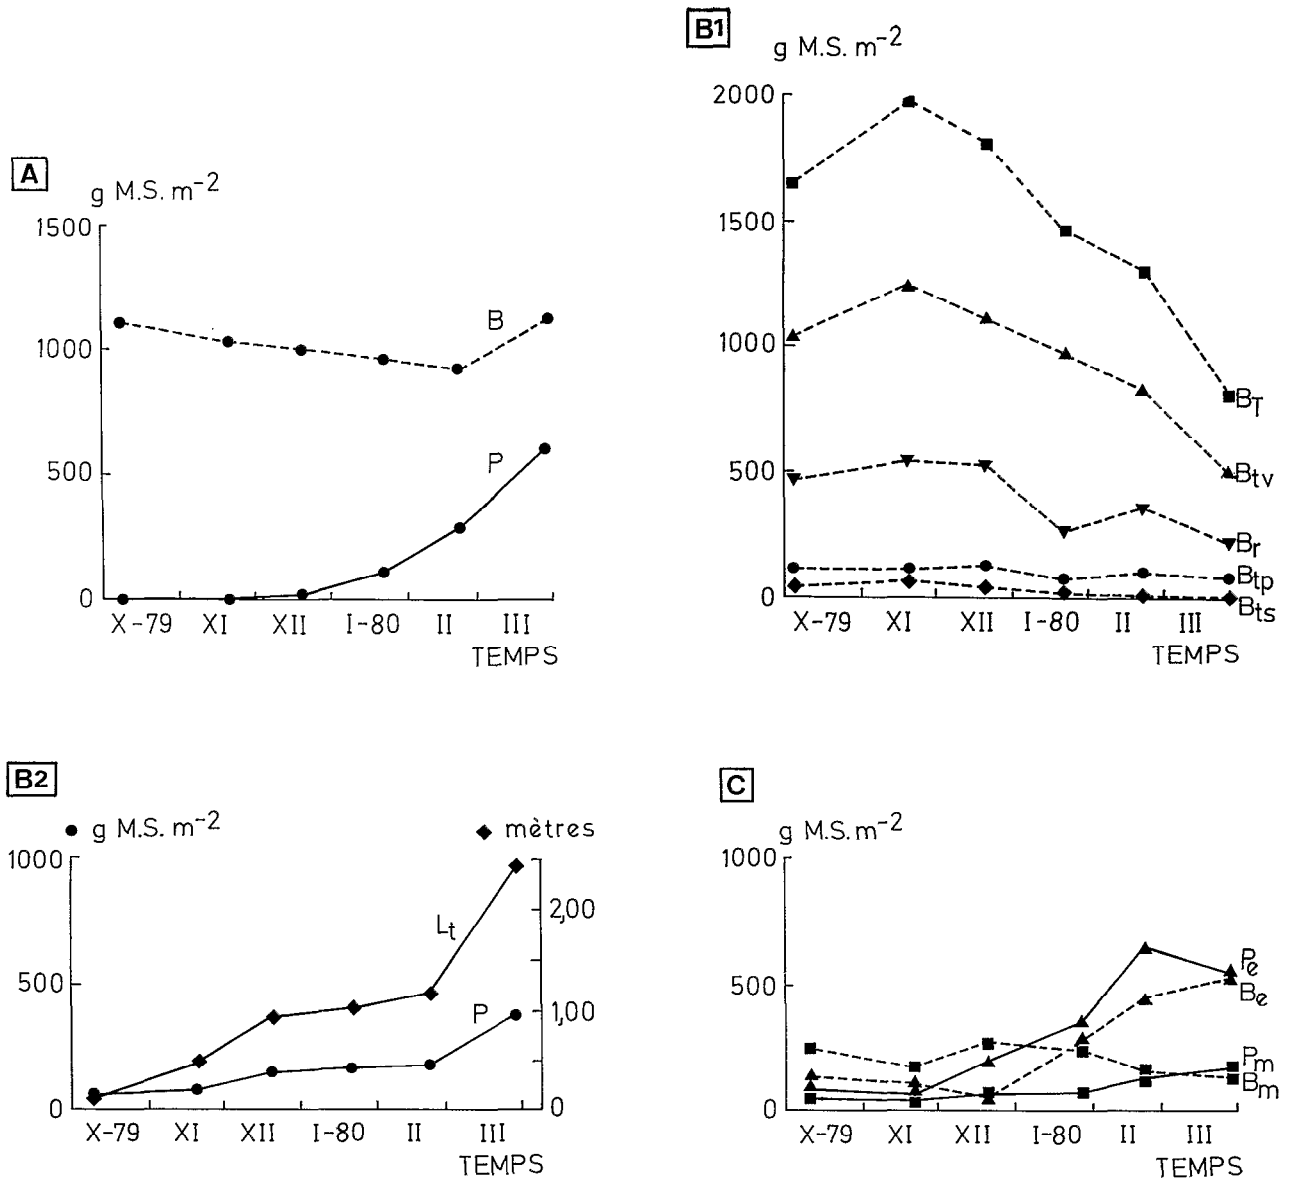 A
g M.S. m⁻²
1500
1000
500
0
B
P
X-79 XI XII I-80 II III
TEMPS
B1
g M.S. m⁻²
2000
1500
1000
500
0
BT
Btv
Br
Btp
Bts
X-79 XI XII I-80 II III
TEMPS
B2
● g M.S. m⁻²
◆ mètres
1000
500
0
2,00
1,00
0
Lt
P
X-79 XI XII I-80 II III
TEMPS
C
g M.S. m⁻²
1000
500
0
Pe
Be
Pm
Bm
X-79 XI XII I-80 II III
TEMPS